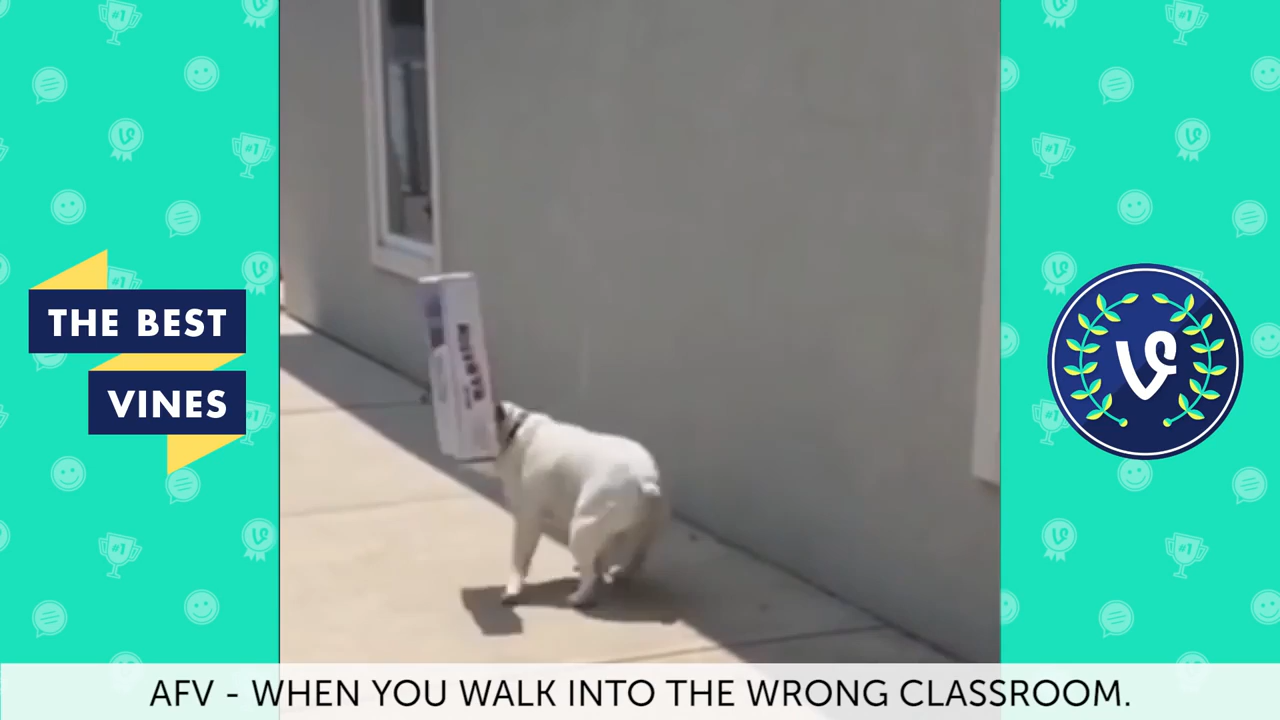 THE BEST
VINES
AFV - WHEN YOU WALK INTO THE WRONG CLASSROOM.